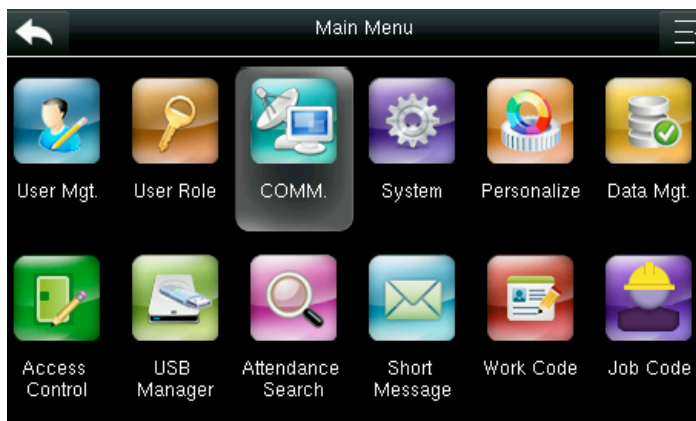 Main Menu
User Mgt.
User Role
COMM.
System
Personalize
Data Mgt.
Access
Control
USB
Manager
Attendance
Search
Short
Message
Work Code
Job Code